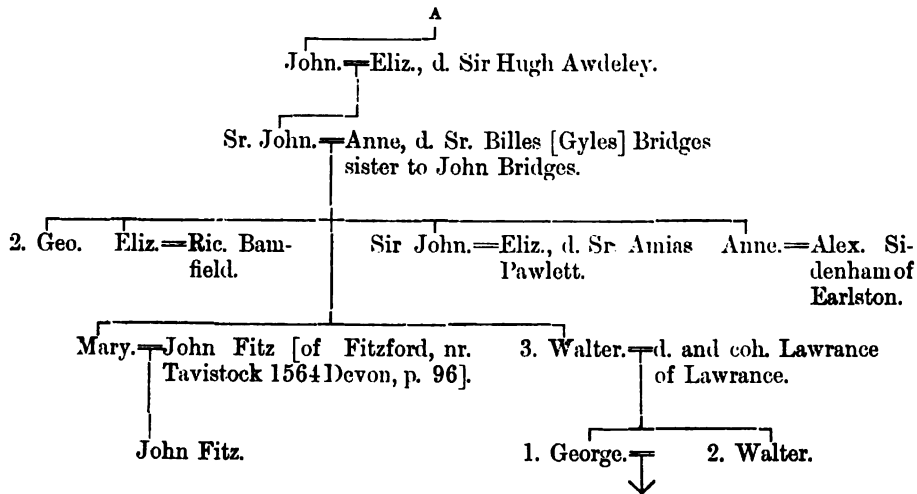 A
John.=Eliz., d. Sir Hugh Awdeley.
Sr. John.=Anne, d. Sr. Billes [Gyles] Bridges
sister to John Bridges.
2. Geo. Eliz.=Ric. Bam- Sir John.=Eliz., d. Sr. Amias Anne.=Alex. Si-
field. Pawlett. denham of
Earlston.
Mary.=John Fitz [of Fitzford, nr. 3. Walter.=d. and coh. Lawrance
Tavistock 1564 Devon, p. 96]. of Lawrance.
John Fitz. 1. George.= 2. Walter.